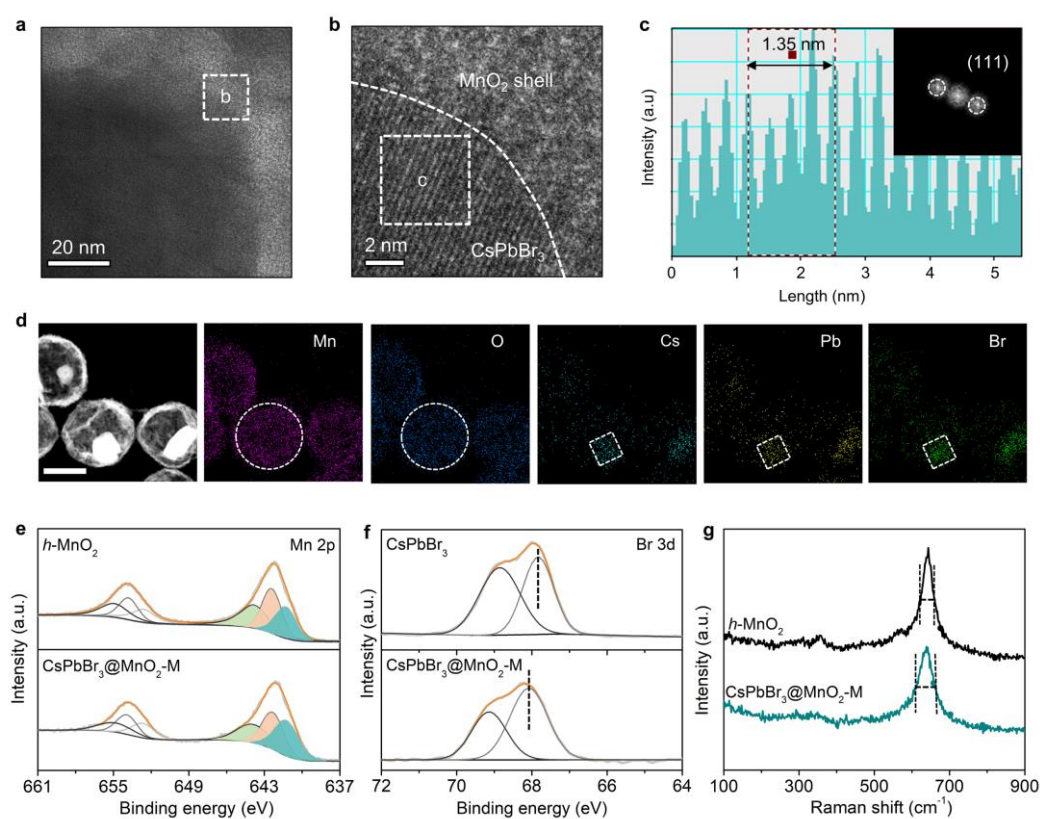 a
b
20 nm
b
MnO₂ shell
c
CsPbBr₃
2 nm
c
1.35 nm
(111)
Intensity (a.u)
0 1 2 3 4 5
Length (nm)
d
Mn
O
Cs
Pb
Br
e
h-MnO₂
Mn 2p
CsPbBr₃@MnO₂-M
Intensity (a.u.)
661 655 649 643 637
Binding energy (eV)
f
CsPbBr₃
Br 3d
CsPbBr₃@MnO₂-M
Intensity (a.u.)
72 70 68 66 64
Binding energy (eV)
g
h-MnO₂
CsPbBr₃@MnO₂-M
Intensity (a.u.)
100 300 500 700 900
Raman shift (cm⁻¹)